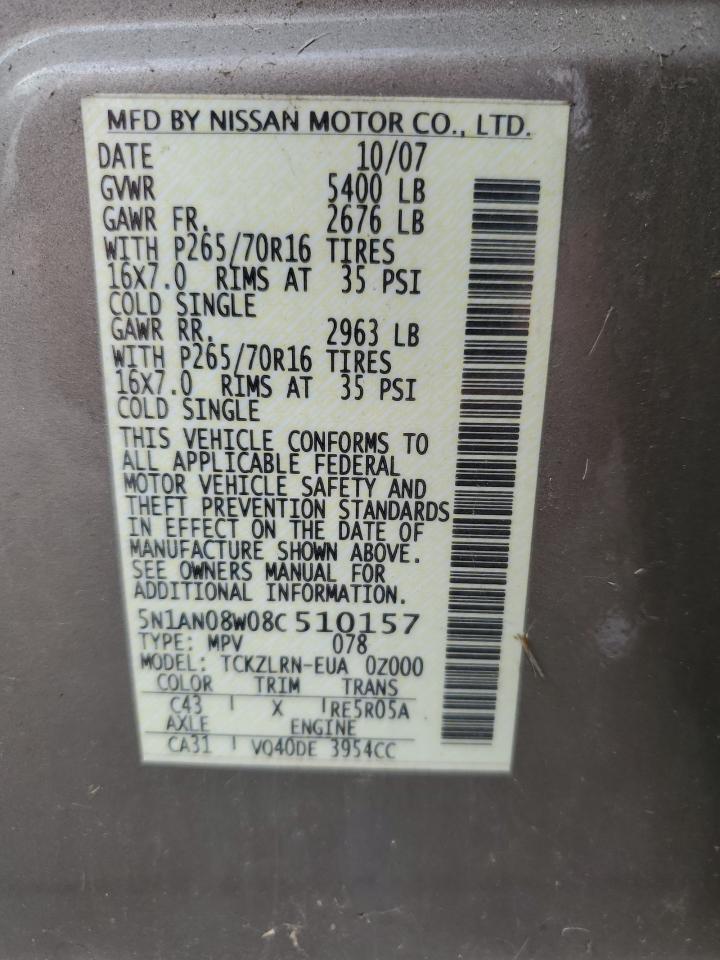 MFD BY NISSAN MOTOR CO., LTD.
DATE 10/07
GVWR 5400 LB
GAWR FR. 2676 LB
WITH P265/70R16 TIRES
16X7.0 RIMS AT 35 PSI
COLD SINGLE
GAWR RR. 2963 LB
WITH P265/70R16 TIRES
16X7.0 RIMS AT 35 PSI
COLD SINGLE
THIS VEHICLE CONFORMS TO
ALL APPLICABLE FEDERAL
MOTOR VEHICLE SAFETY AND
THEFT PREVENTION STANDARDS
IN EFFECT ON THE DATE OF
MANUFACTURE SHOWN ABOVE.
SEE OWNERS MANUAL FOR
ADDITIONAL INFORMATION.
5N1AN08W08C510157
TYPE: MPV 078
MODEL: TCKZLRN-EUA 0Z000
COLOR TRIM TRANS
C43 X RE5R05A
AXLE ENGINE
CA31 VQ40DE 3954CC